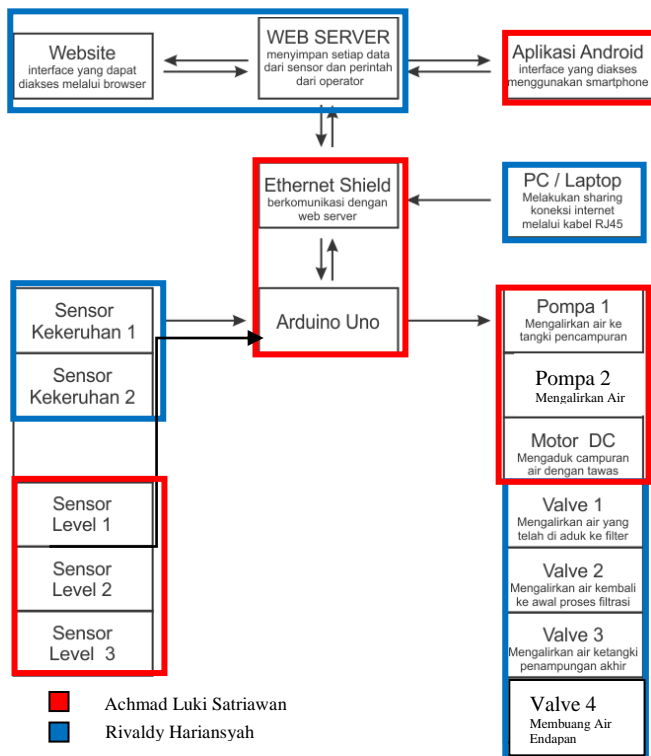 Website
interface yang dapat
diakses melalui browser
WEB SERVER
menyimpan setiap data
dari sensor dan perintah
dari operator
Aplikasi Android
interface yang diakses
menggunakan smartphone
Ethernet Shield
berkomunikasi dengan
web server
PC / Laptop
Melakukan sharing
koneksi internet
melalui kabel RJ45
Sensor
Kekeruhan 1
Arduino Uno
Pompa 1
Mengalirkan air ke
tangki pencampuran
Sensor
Kekeruhan 2
Pompa 2
Mengalirkan Air
Motor DC
Mengaduk campuran
air dengan tawas
Sensor
Level 1
Valve 1
Mengalirkan air yang
telah di aduk ke filter
Sensor
Level 2
Valve 2
Mengalirkan air kembali
ke awal proses filtrasi
Sensor
Level 3
Valve 3
Mengalirkan air ketangki
penampungan akhir
Valve 4
Membuang Air
Endapan
Achmad Luki Satriawan
Rivaldy Hariansyah